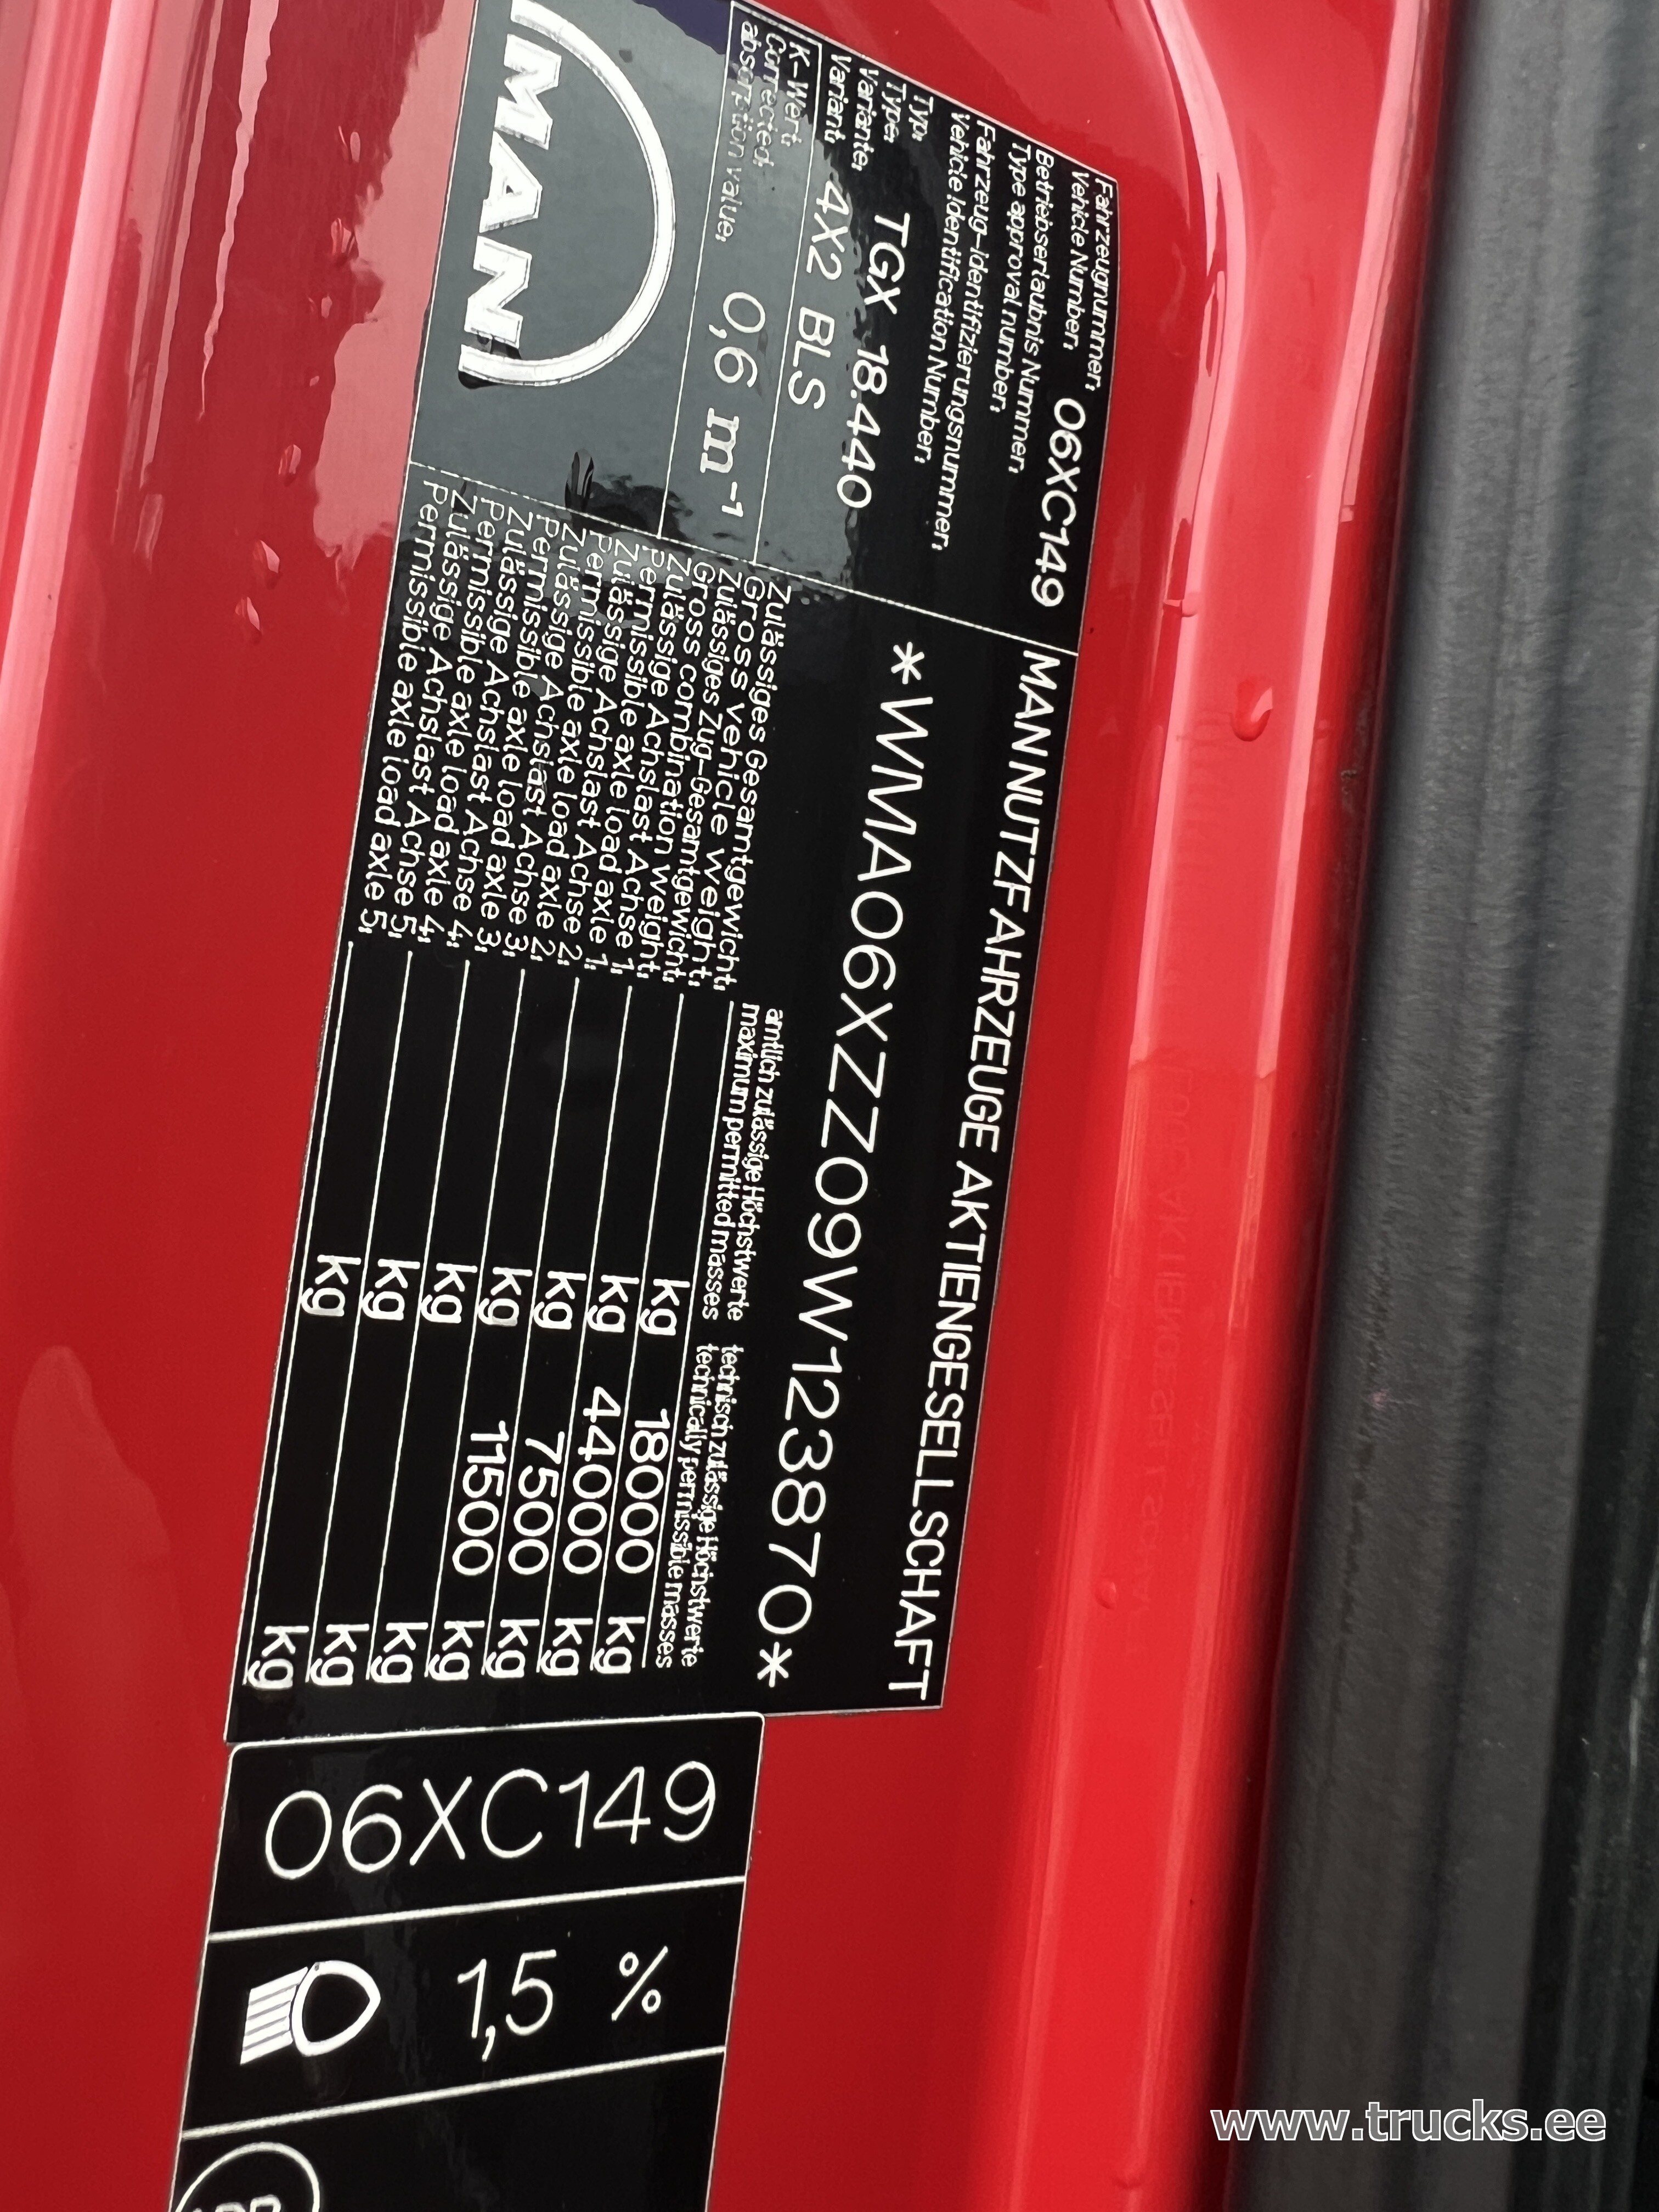 Fahrzeugnummer:
Vehicle Number: 06XC149
Betriebserlaubnis Nummer:
Type approval number:
Fahrzeug-identifizierungsnummer:
Vehicle identification Number:
Typ:
Type: TGX 18.440
Variante:
Variant: 4X2 BLS
K-Wert
Corrected
absorption value: 0,6 m⁻¹
MAN
MAN NUTZFAHRZEUGE AKTIENGESELLSCHAFT
*WMA06XZZ09W123870*
amtlich zulässige Höchstwerte technisch zulässige Höchstwerte
maximum permitted masses technically permissible masses
Zulässiges Gesamtgewicht:
Gross vehicle weight: kg 18000 kg
Zulässiges Zug-Gesamtgewicht:
Gross combination weight: kg 44000 kg
Zulässige Achslast Achse 1:
Permissible axle load axle 1: kg 7500 kg
Zulässige Achslast Achse 2:
Permissible axle load axle 2: kg 11500 kg
Zulässige Achslast Achse 3:
Permissible axle load axle 3: kg kg
Zulässige Achslast Achse 4:
Permissible axle load axle 4: kg kg
Zulässige Achslast Achse 5:
Permissible axle load axle 5: kg kg
06XC149
1,5 %
www.trucks.ee